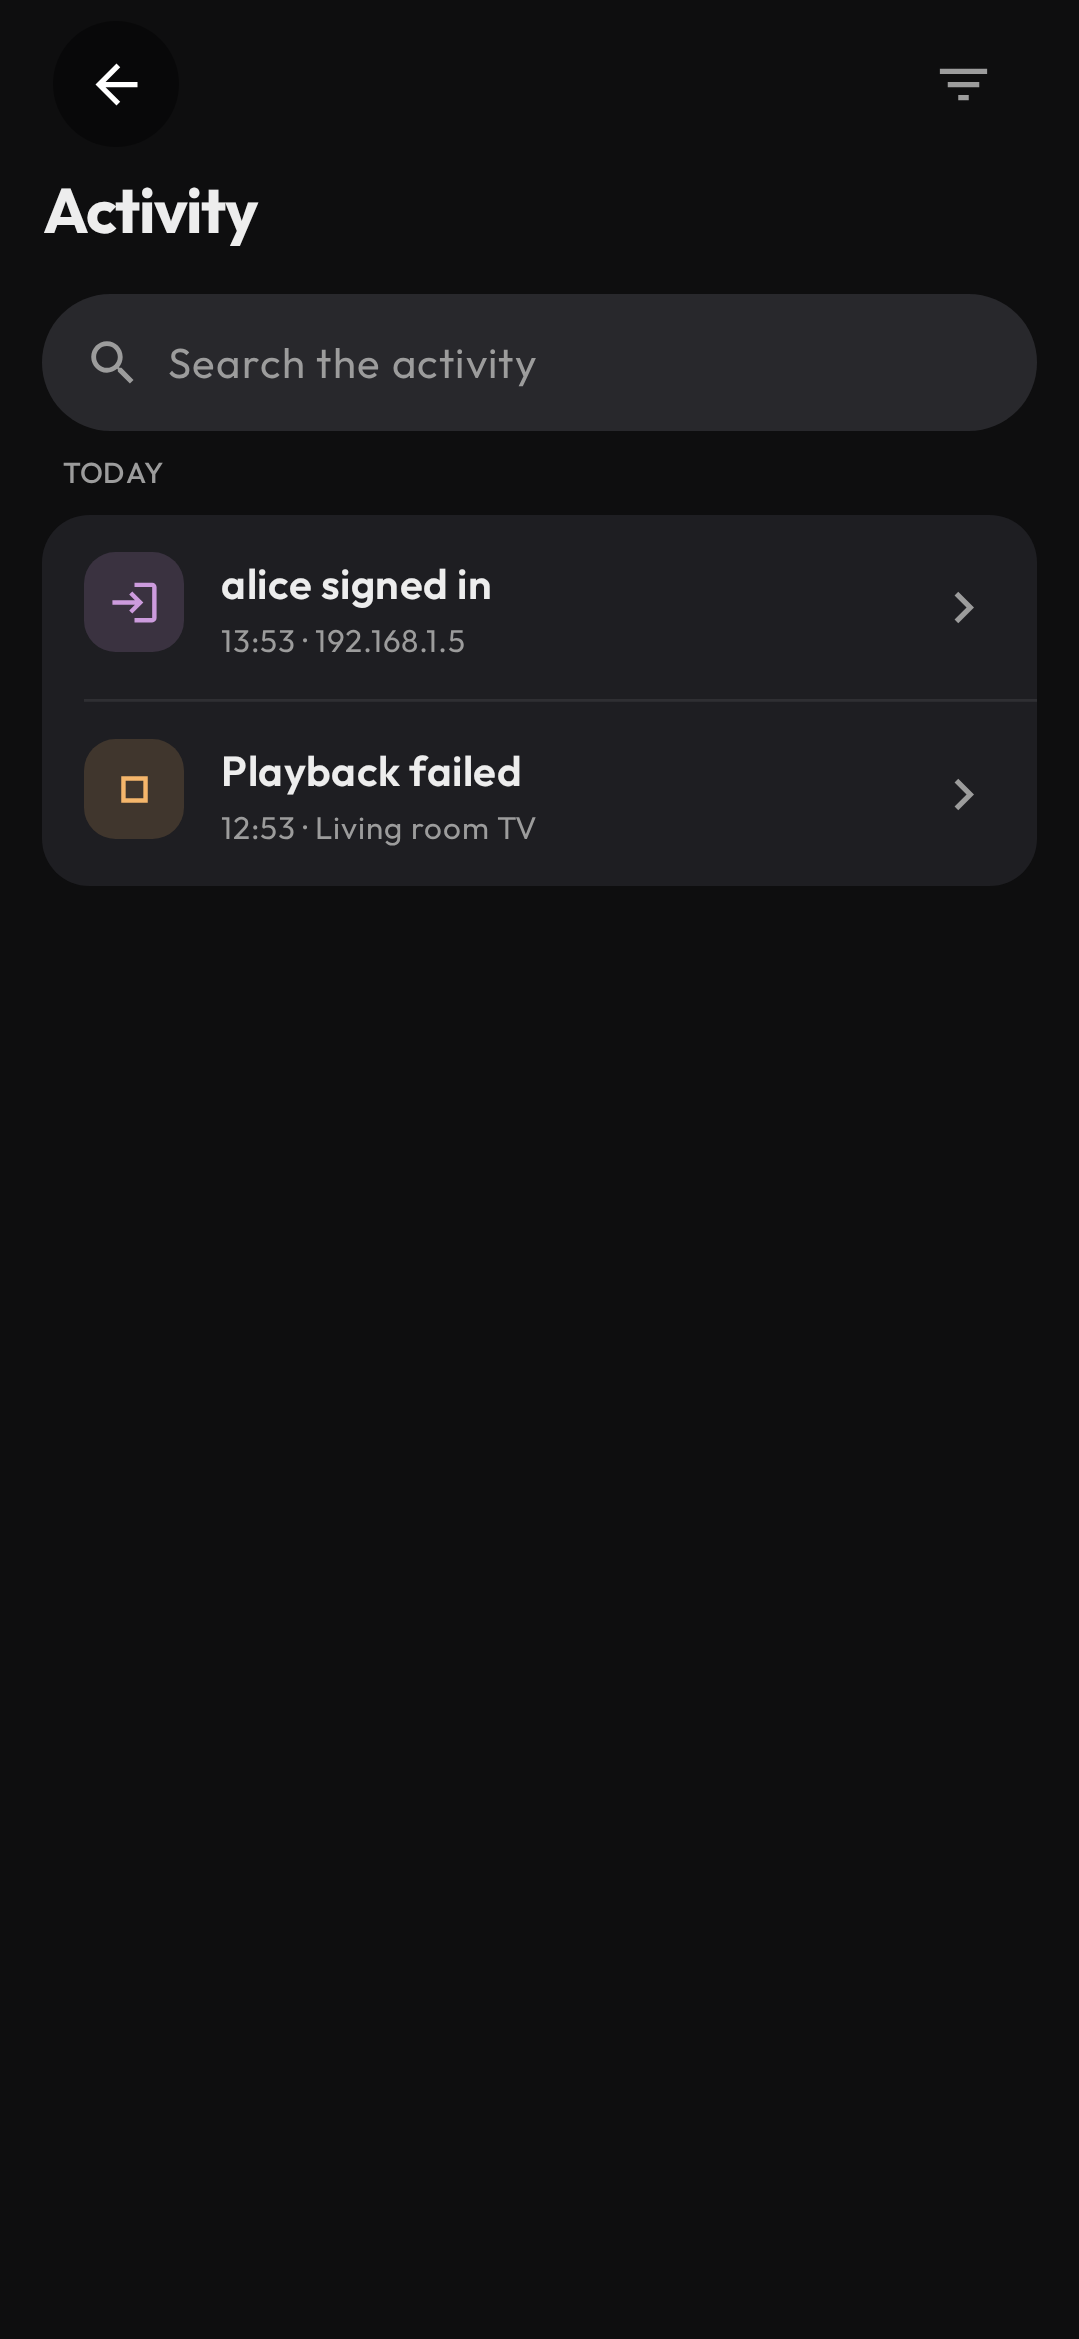 Activity
Search the activity
TODAY
alice signed in
13:53 · 192.168.1.5
Playback failed
12:53 · Living room TV